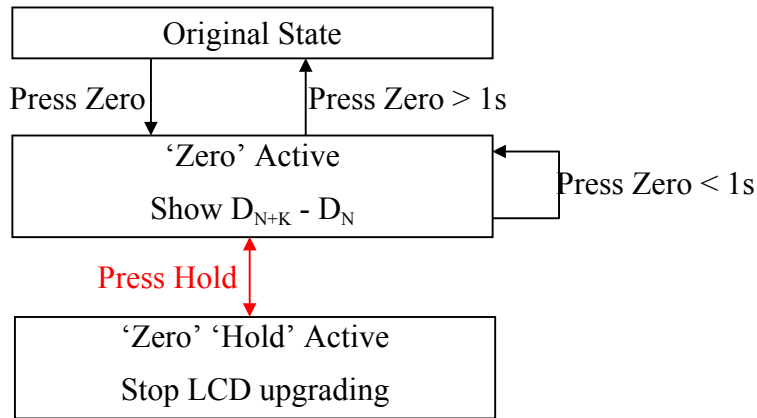 Original State
Press Zero
Press Zero > 1s
‘Zero’ Active
Show D_{N+K} - D_N
Press Zero < 1s
Press Hold
‘Zero’ ‘Hold’ Active
Stop LCD upgrading